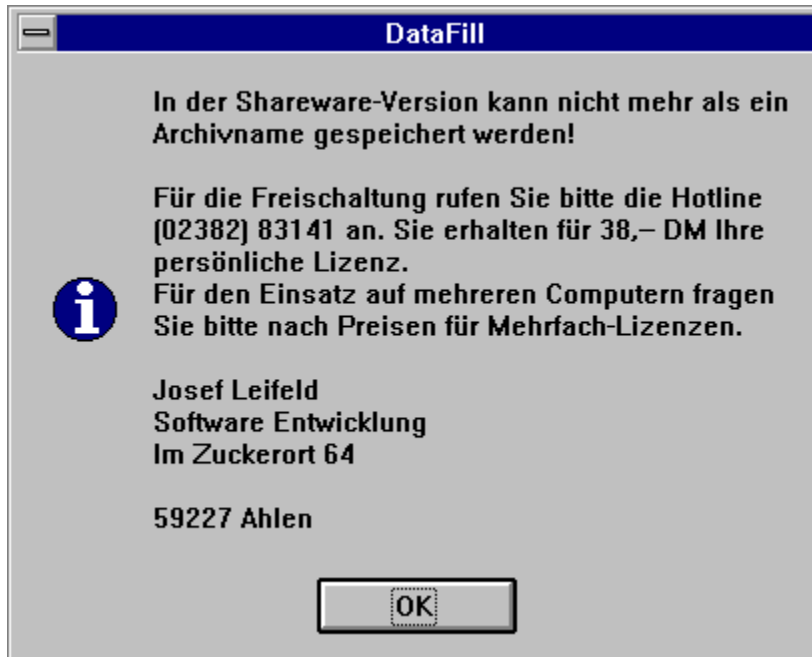 DataFill
In der Shareware-Version kann nicht mehr als ein
Archivname gespeichert werden!
Für die Freischaltung rufen Sie bitte die Hotline
(02382) 83141 an. Sie erhalten für 38,– DM Ihre
persönliche Lizenz.
Für den Einsatz auf mehreren Computern fragen
Sie bitte nach Preisen für Mehrfach-Lizenzen.
Josef Leifeld
Software Entwicklung
Im Zuckerort 64
59227 Ahlen
OK